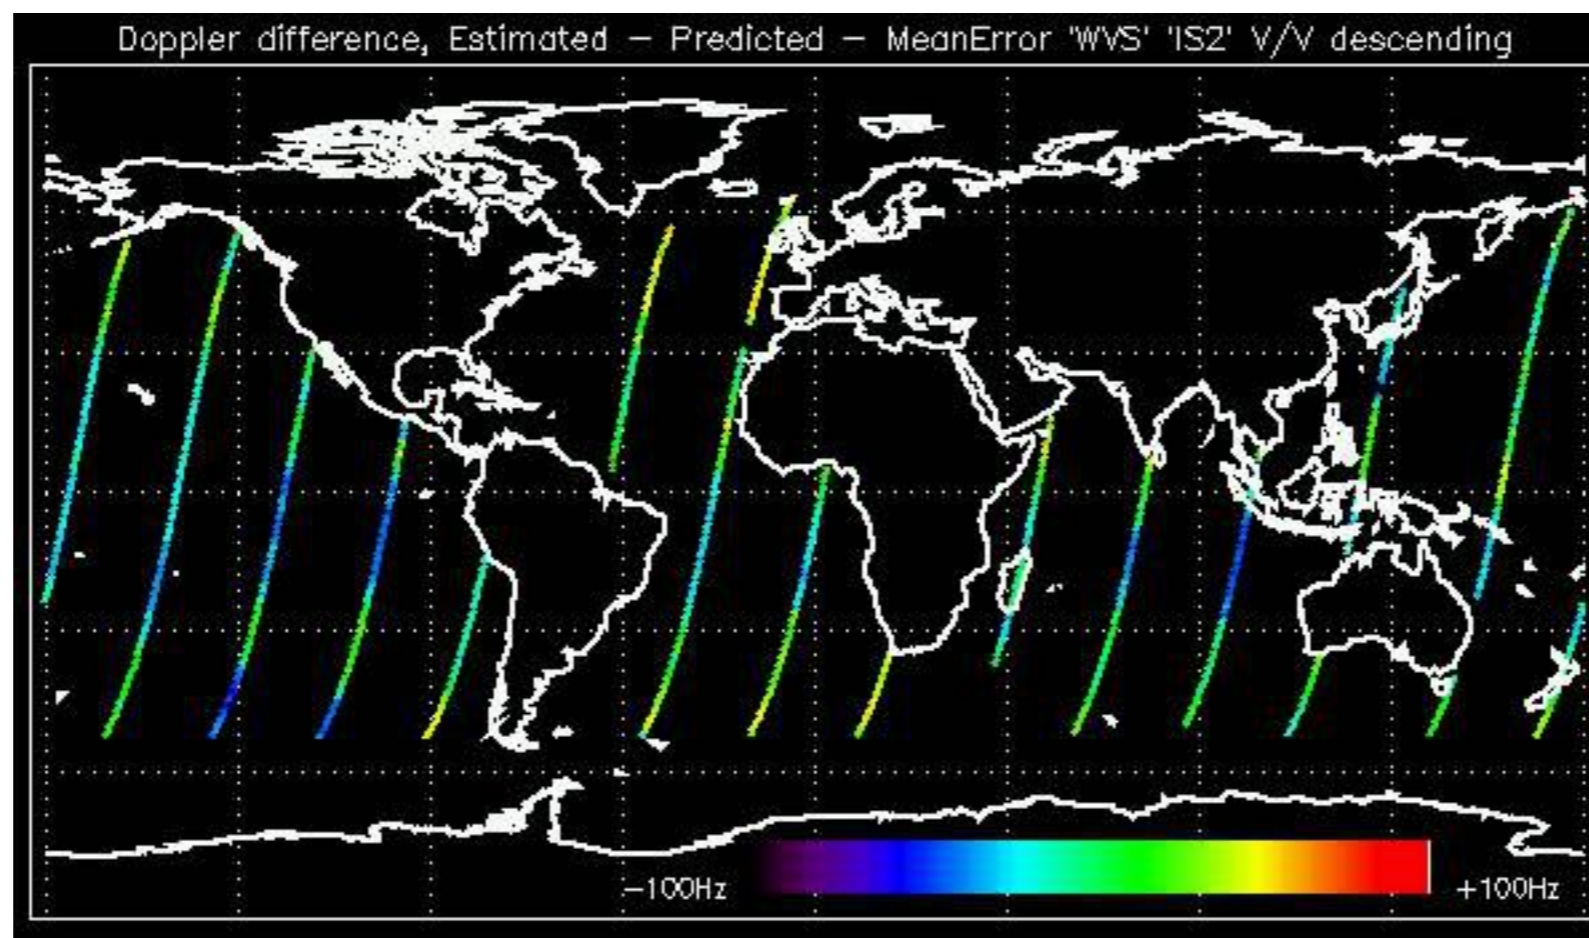 Doppler difference, Estimated - Predicted - MeanError 'WVS' 'IS2' V/V descending
-100Hz
+100Hz